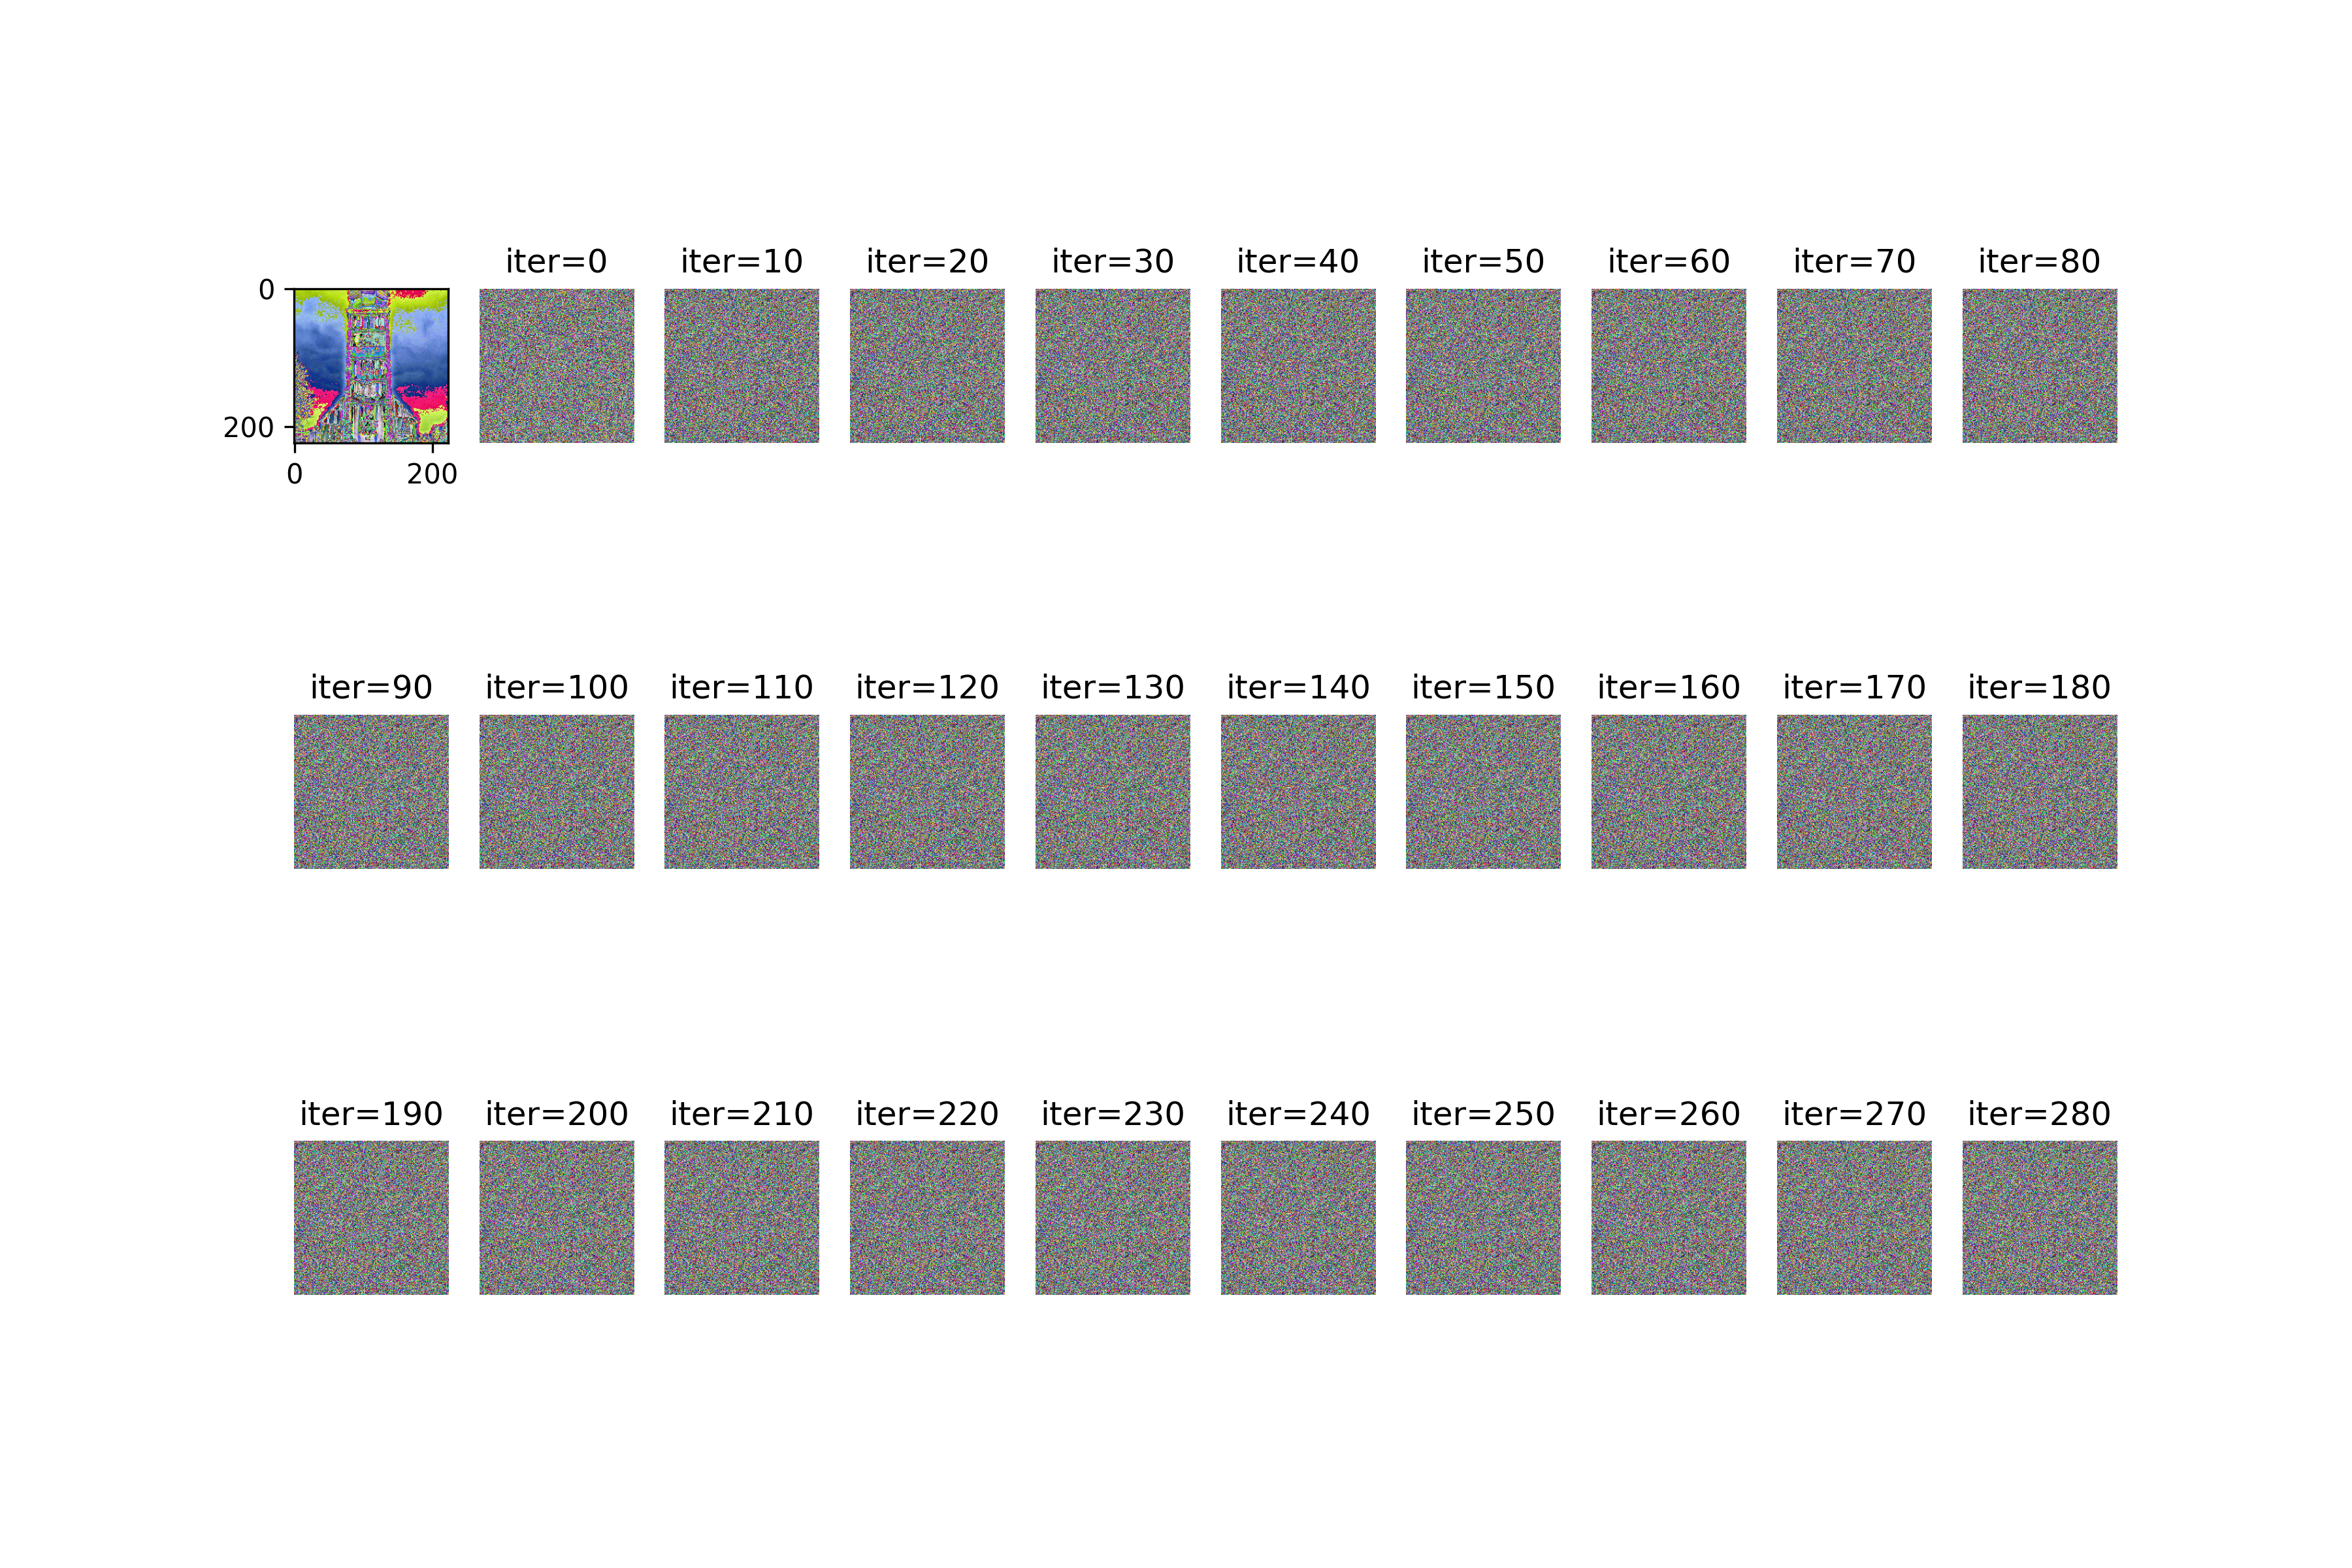 iter=0 iter=10 iter=20 iter=30 iter=40 iter=50 iter=60 iter=70 iter=80
0
200
0 200
iter=90 iter=100 iter=110 iter=120 iter=130 iter=140 iter=150 iter=160 iter=170 iter=180
iter=190 iter=200 iter=210 iter=220 iter=230 iter=240 iter=250 iter=260 iter=270 iter=280